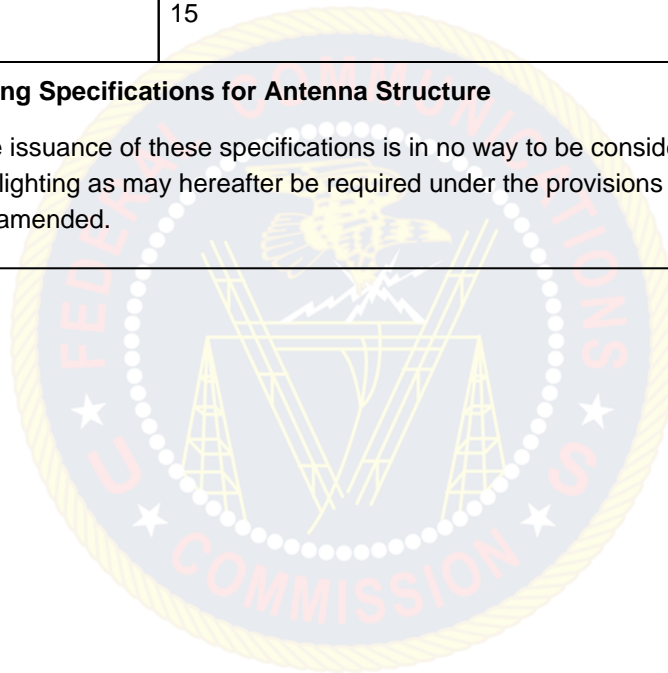 15
ng Specifications for Antenna Structure
e issuance of these specifications is in no way to be conside
lighting as may hereafter be required under the provisions
amended.
FEDERAL COMMUNICATIONS
U S
COMMISSION